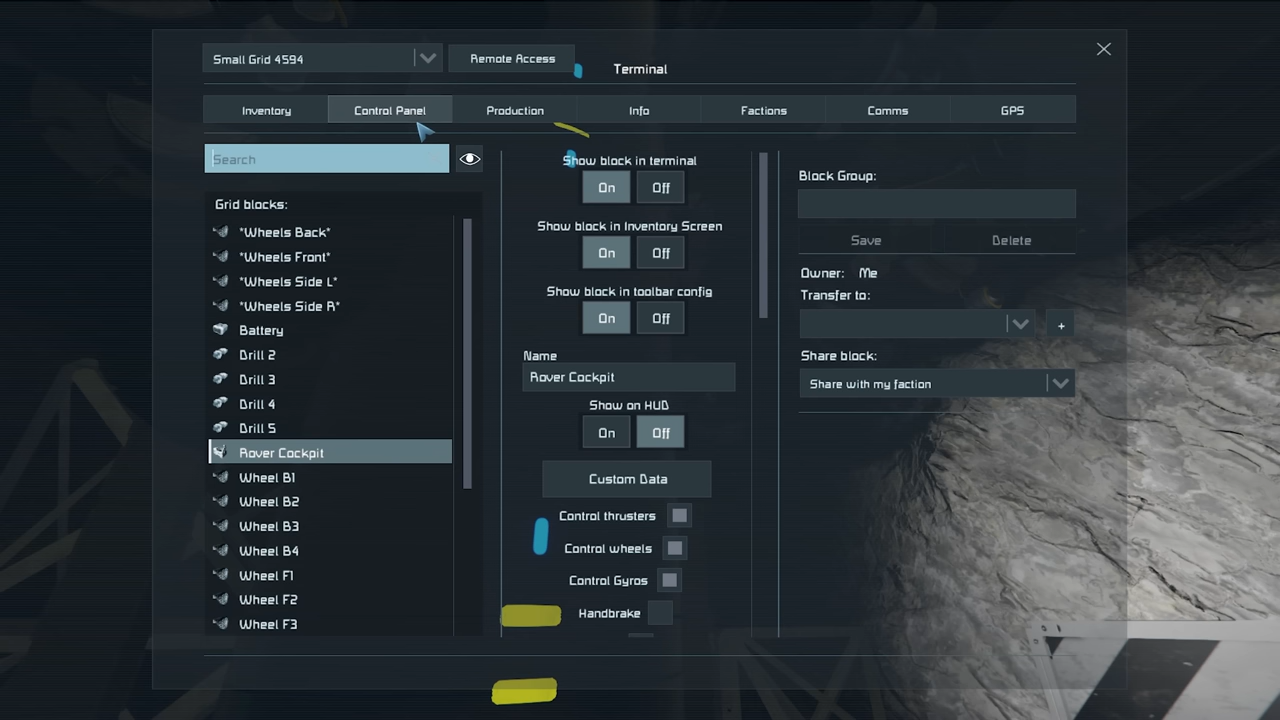 Small Grid 4594
Remote Access
Terminal
Inventory
Control Panel
Production
Info
Factions
Comms
GPS
Search
Grid blocks:
*Wheels Back*
*Wheels Front*
*Wheels Side L*
*Wheels Side R*
Battery
Drill 2
Drill 3
Drill 4
Drill 5
Rover Cockpit
Wheel B1
Wheel B2
Wheel B3
Wheel B4
Wheel F1
Wheel F2
Wheel F3
Show block in terminal
On Off
Show block in Inventory Screen
On Off
Show block in toolbar config
On Off
Name
Rover Cockpit
Show on HUD
On Off
Custom Data
Control thrusters
Control wheels
Control Gyros
Handbrake
Block Group:
Save Delete
Owner: Me
Transfer to:
+
Share block:
Share with my faction